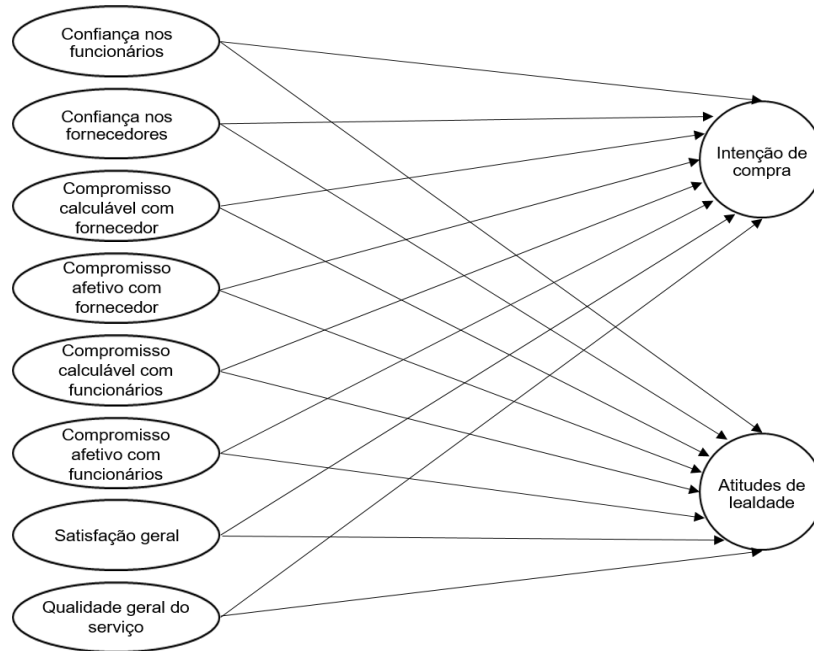 Confiança nos
funcionários
Confiança nos
fornecedores
Compromisso
calculável com
fornecedor
Compromisso
afetivo com
fornecedor
Compromisso
calculável com
funcionários
Compromisso
afetivo com
funcionários
Satisfação geral
Qualidade geral do
serviço
Intenção de
compra
Atitudes de
lealdade